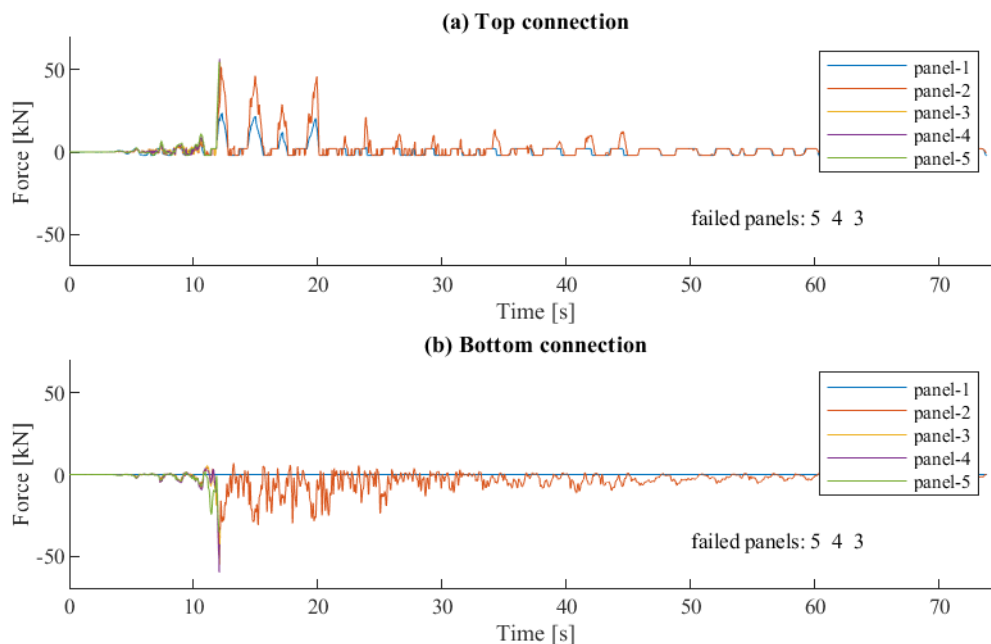 (a) Top connection
Force [kN]
50
0
-50
panel-1
panel-2
panel-3
panel-4
panel-5
failed panels: 5 4 3
0 10 20 30 40 50 60 70
Time [s]
(b) Bottom connection
Force [kN]
50
0
-50
panel-1
panel-2
panel-3
panel-4
panel-5
failed panels: 5 4 3
0 10 20 30 40 50 60 70
Time [s]